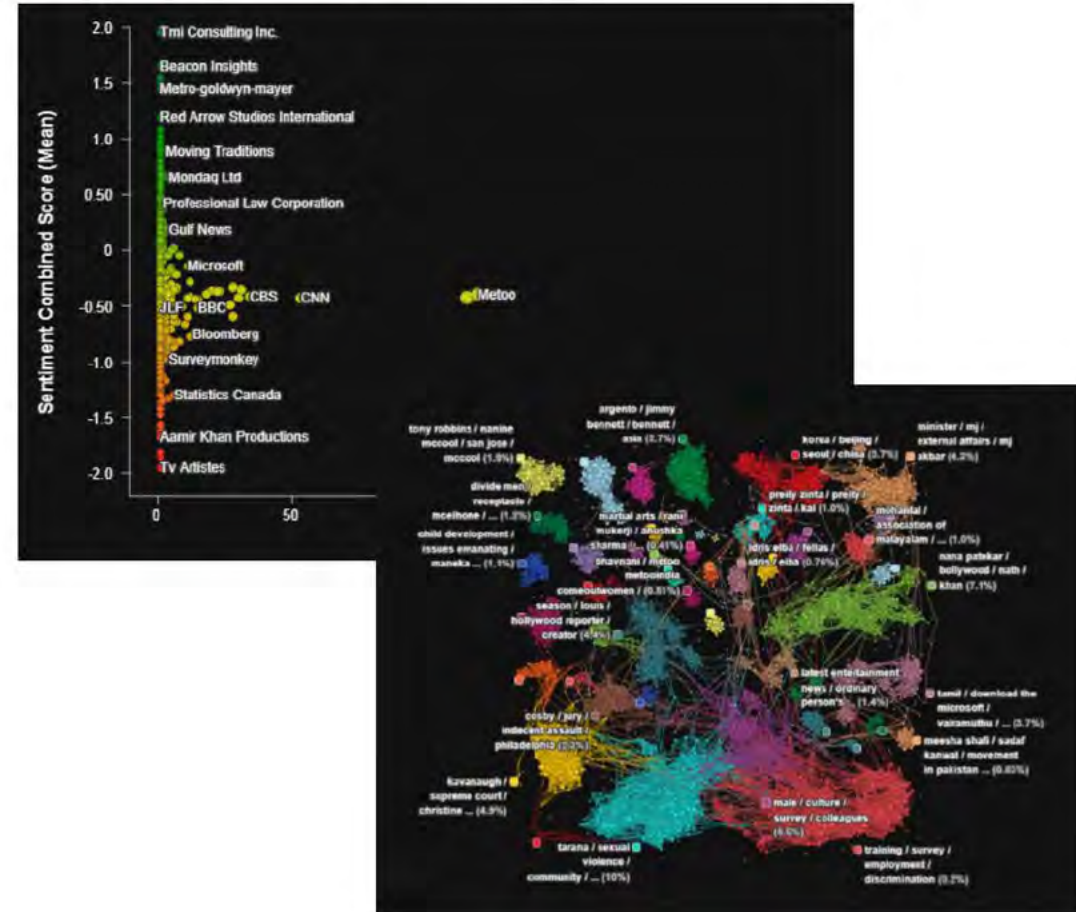 2.0
Tmi Consulting Inc.
Beacon Insights
1.5
Metro-goldwyn-mayer
Red Arrow Studios International
1.0
Moving Traditions
Mondaq Ltd
0.50
Professional Law Corporation
Gulf News
0
Microsoft
CBS
CNN
Metoo
-0.50
JLF
BBC
Bloomberg
-1.0
Surveymonkey
Statistics Canada
-1.5
Aamir Khan Productions
Tv Artistes
-2.0
0
50
Sentiment Combined Score (Mean)
argento / jimmy
bennett / bennett /
asia (2.7%)
tony robbins / nanine
mccool / san jose /
mccool (1.9%)
korea / beijing /
seoul / china (3.7%)
minister / mj /
external affairs / mj
akbar (4.2%)
divide men
receptacle /
mcelhone / ... (1.2%)
preity zinta / preity /
zinta / kai (1.0%)
martial arts / rani
mukerji / anushka
sharma / ... (0.41%)
mohanlal /
association of
malayalam / ... (1.0%)
child development /
issues emanating /
maneka ... (1.1%)
idris elba / fellas /
idris / elba (0.76%)
nana patekar /
bollywood / nath /
khan (7.1%)
bhavnani / metoo
metooindia
comeoutwomen / (0.51%)
season / louis /
hollywood reporter /
creator (4.4%)
latest entertainment
news / ordinary
person's ... (1.4%)
tamil / download the
microsoft /
vairamuthu / ... (3.7%)
cosby / jury /
indecent assault /
philadelphia
meesha shafi / sadaf
kanwal / movement
in pakistan ... (0.83%)
kavanaugh /
supreme court /
christine ... (4.9%)
male / culture /
survey / colleagues
tarana / sexual
violence /
community / ... (10%)
training / survey /
employment /
discrimination